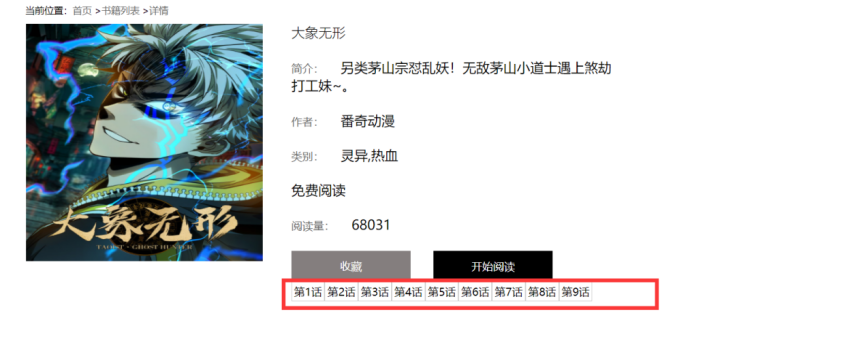 当前位置：首页 >书籍列表 >详情
大象无形
简介： 另类茅山宗怼乱妖！无敌茅山小道士遇上煞劫
打工妹~。
作者： 番奇动漫
类别： 灵异,热血
免费阅读
阅读量： 68031
大象无形
TAOIST·GHOST HUNTER
收藏 开始阅读
第1话 第2话 第3话 第4话 第5话 第6话 第7话 第8话 第9话